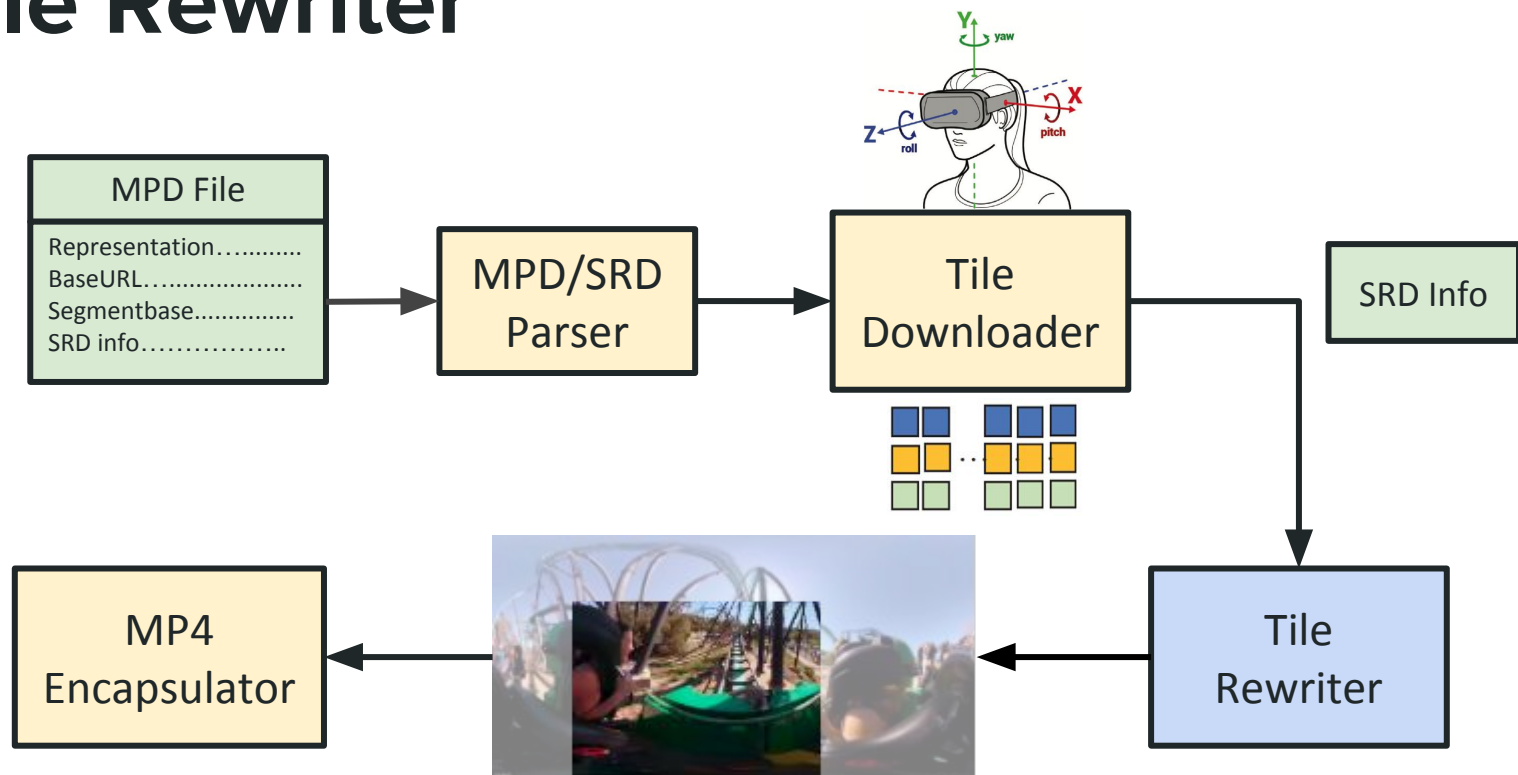 le Rewriter
Y
yaw
X
pitch
Z
roll
MPD File
Representation…..........
BaseURL…....................
Segmentbase...............
SRD info……………..
MPD/SRD
Parser
Tile
Downloader
SRD Info
MP4
Encapsulator
Tile
Rewriter